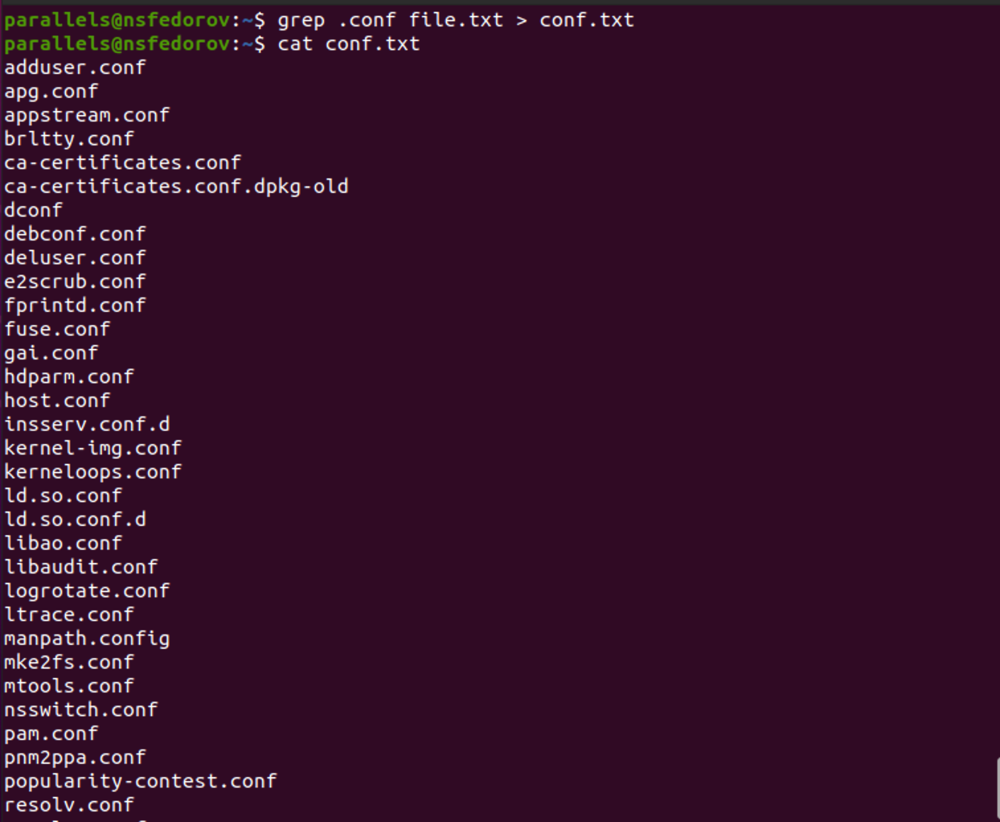 parallels@nsfedorov:~$ grep .conf file.txt > conf.txt
parallels@nsfedorov:~$ cat conf.txt
adduser.conf
apg.conf
appstream.conf
brltty.conf
ca-certificates.conf
ca-certificates.conf.dpkg-old
dconf
debconf.conf
deluser.conf
e2scrub.conf
fprintd.conf
fuse.conf
gai.conf
hdparm.conf
host.conf
insserv.conf.d
kernel-img.conf
kerneloops.conf
ld.so.conf
ld.so.conf.d
libao.conf
libaudit.conf
logrotate.conf
ltrace.conf
manpath.config
mke2fs.conf
mtools.conf
nsswitch.conf
pam.conf
pnm2ppa.conf
popularity-contest.conf
resolv.conf